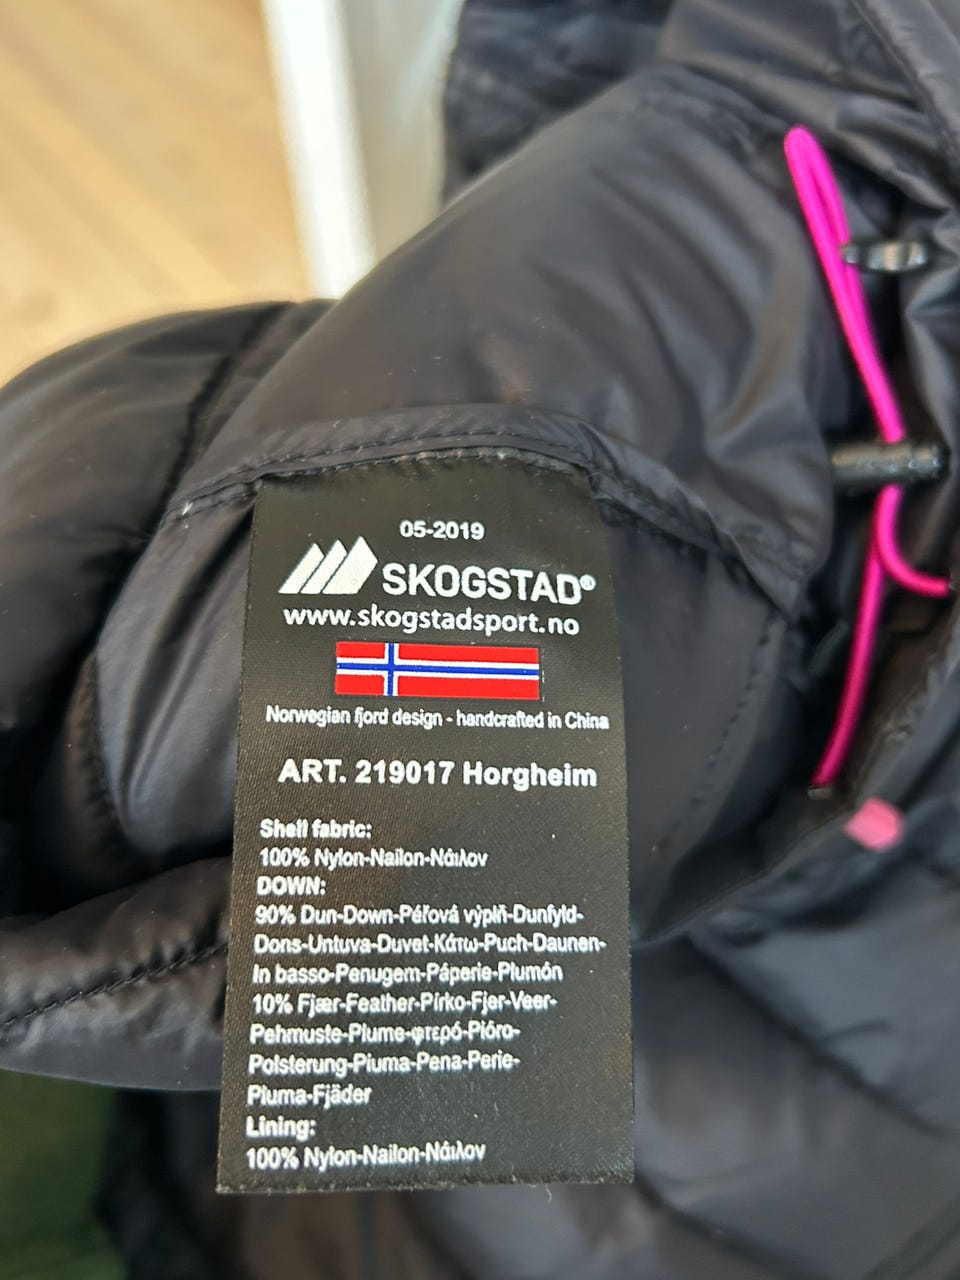 05-2019
SKOGSTAD®
www.skogstadsport.no
Norwegian fjord design - handcrafted in China
ART. 219017 Horgheim
Shell fabric:
100% Nylon-Nailon-Νάιλον
DOWN:
90% Dun-Down-Péřová výplň-Dunfyld-
Dons-Untuva-Duvet-Κάτω-Puch-Daunen-
In basso-Penugem-Páperie-Plumón
10% Fjær-Feather-Pírko-Fjer-Veer-
Pehmuste-Plume-φτερό-Pióro-
Polsterung-Piuma-Pena-Perie-
Pluma-Fjäder
Lining:
100% Nylon-Nailon-Νάιλον